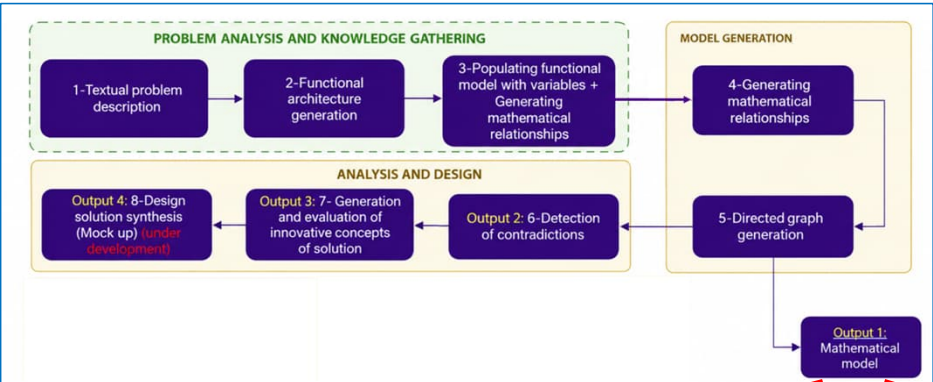 PROBLEM ANALYSIS AND KNOWLEDGE GATHERING
1-Textual problem
description
2-Functional
architecture
generation
3-Populating functional
model with variables +
Generating
mathematical
relationships
MODEL GENERATION
4-Generating
mathematical
relationships
ANALYSIS AND DESIGN
Output 4: 8-Design
solution synthesis
(Mock up) (under
development)
Output 3: 7- Generation
and evaluation of
innovative concepts
of solution
Output 2: 6-Detection
of contradictions
5-Directed graph
generation
Output 1:
Mathematical
model